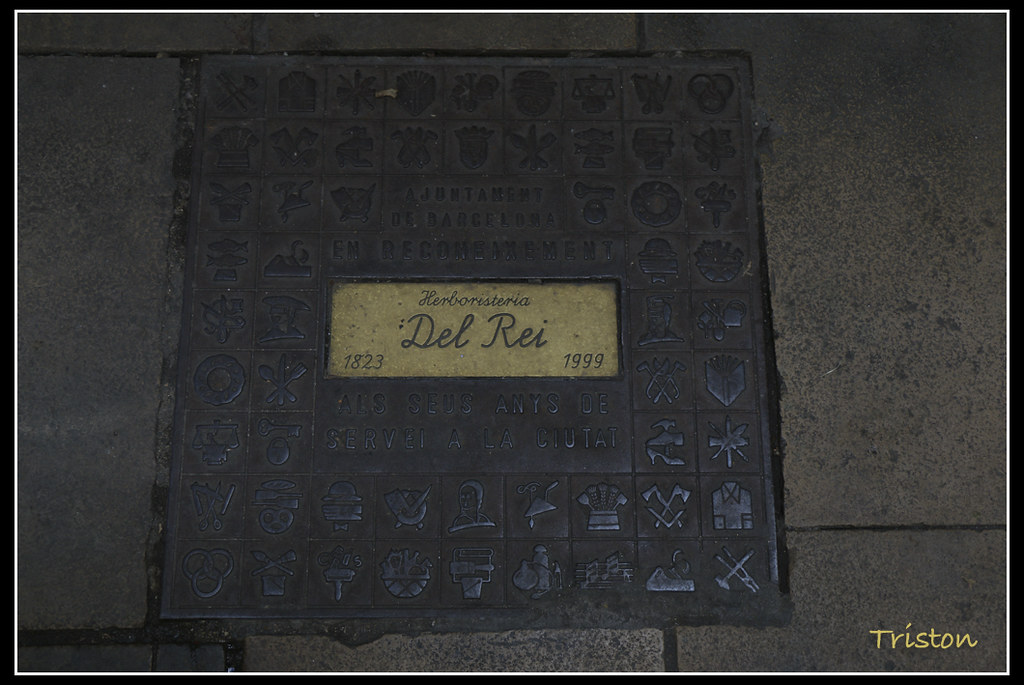 AJUNTAMENT
DE BARCELONA
EN RECONEIXEMENT
Herboristeria
Del Rei
1823 1999
ALS SEUS ANYS DE
SERVEI A LA CIUTAT
Triston